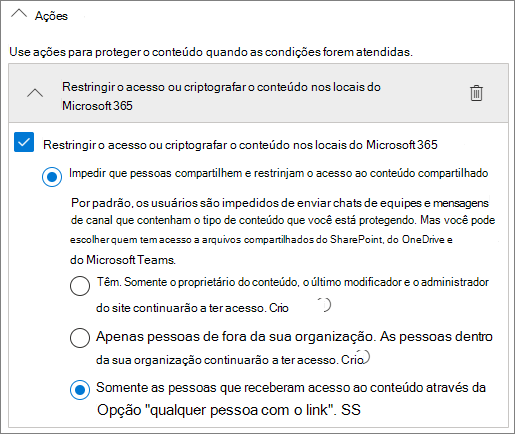 Ações
Use ações para proteger o conteúdo quando as condições forem atendidas.
Restringir o acesso ou criptografar o conteúdo nos locais do
Microsoft 365
Restringir o acesso ou criptografar o conteúdo nos locais do Microsoft 365
Impedir que pessoas compartilhem e restrinjam o acesso ao conteúdo compartilhado
Por padrão, os usuários são impedidos de enviar chats de equipes e mensagens
de canal que contenham o tipo de conteúdo que você está protegendo. Mas você pode
escolher quem tem acesso a arquivos compartilhados do SharePoint, do OneDrive e
do Microsoft Teams.
Têm. Somente o proprietário do conteúdo, o último modificador e o administrador
do site continuarão a ter acesso. Crio
Apenas pessoas de fora da sua organização. As pessoas dentro
da sua organização continuarão a ter acesso. Crio
Somente as pessoas que receberam acesso ao conteúdo através da
Opção "qualquer pessoa com o link". SS